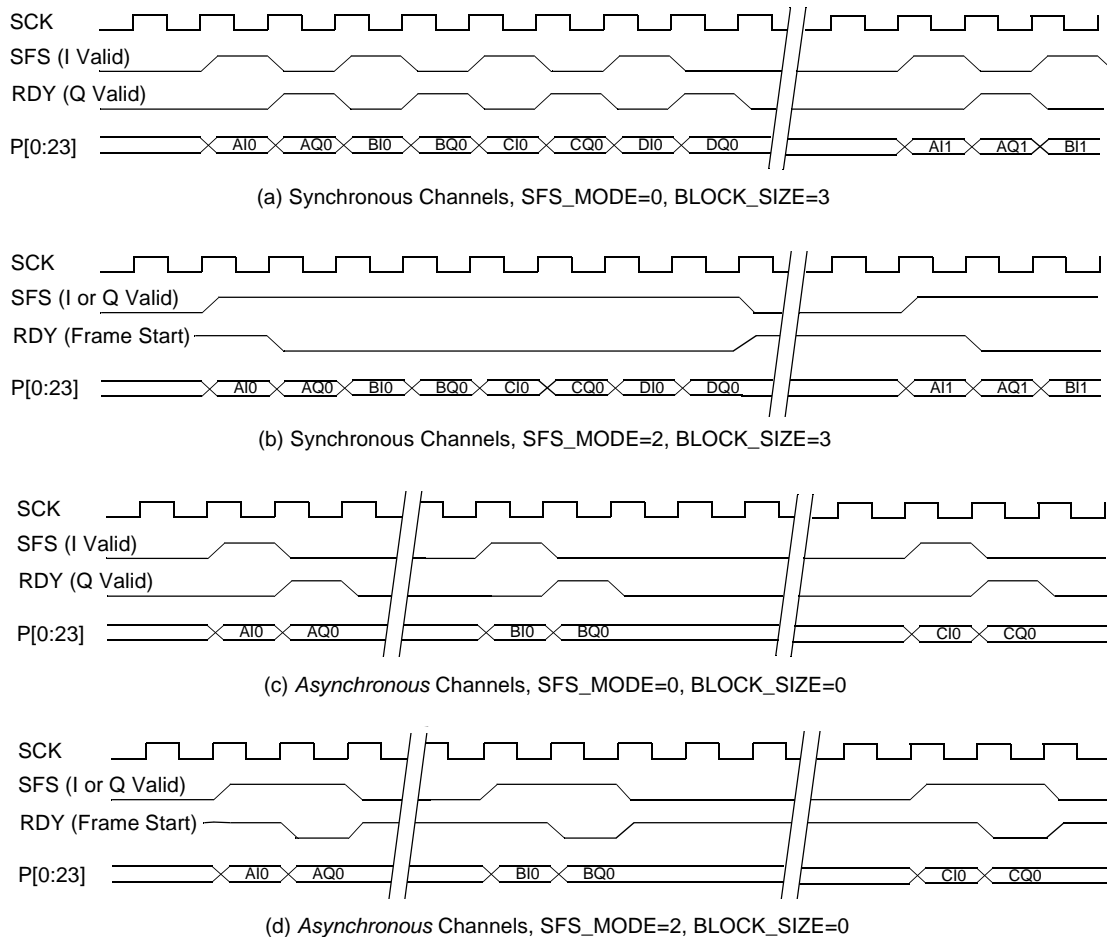 SCK
SFS (I Valid)
RDY (Q Valid)
P[0:23] AI0 AQ0 BI0 BQ0 CI0 CQ0 DI0 DQ0 AI1 AQ1 BI1
(a) Synchronous Channels, SFS_MODE=0, BLOCK_SIZE=3
SCK
SFS (I or Q Valid)
RDY (Frame Start)
P[0:23] AI0 AQ0 BI0 BQ0 CI0 CQ0 DI0 DQ0 AI1 AQ1 BI1
(b) Synchronous Channels, SFS_MODE=2, BLOCK_SIZE=3
SCK
SFS (I Valid)
RDY (Q Valid)
P[0:23] AI0 AQ0 BI0 BQ0 CI0 CQ0
(c) Asynchronous Channels, SFS_MODE=0, BLOCK_SIZE=0
SCK
SFS (I or Q Valid)
RDY (Frame Start)
P[0:23] AI0 AQ0 BI0 BQ0 CI0 CQ0
(d) Asynchronous Channels, SFS_MODE=2, BLOCK_SIZE=0